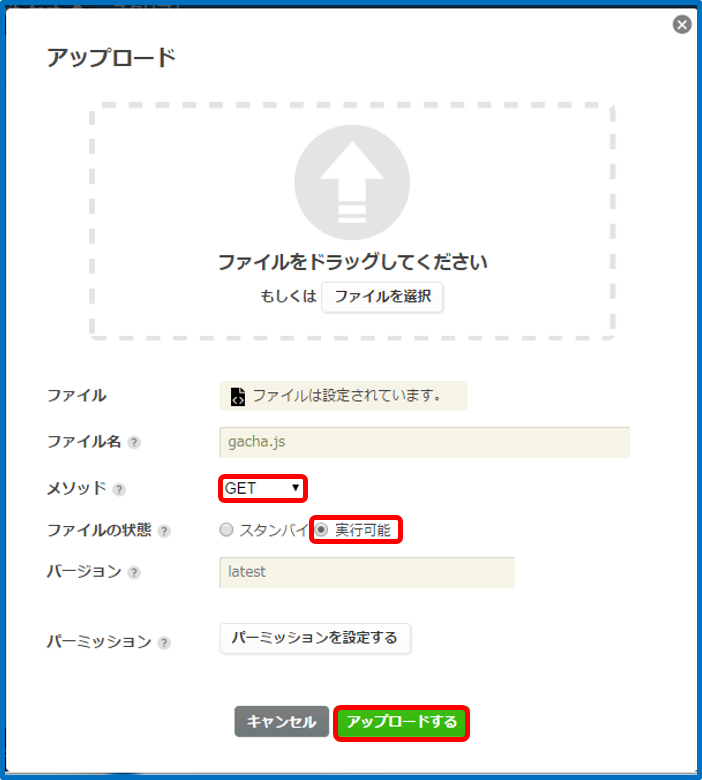 アップロード
ファイルをドラッグしてください
もしくは ファイルを選択
ファイル ファイルは設定されています。
ファイル名 ? gacha.js
メソッド ? GET ▼
ファイルの状態 ? スタンバイ 実行可能
バージョン ? latest
パーミッション ? パーミッションを設定する
キャンセル アップロードする